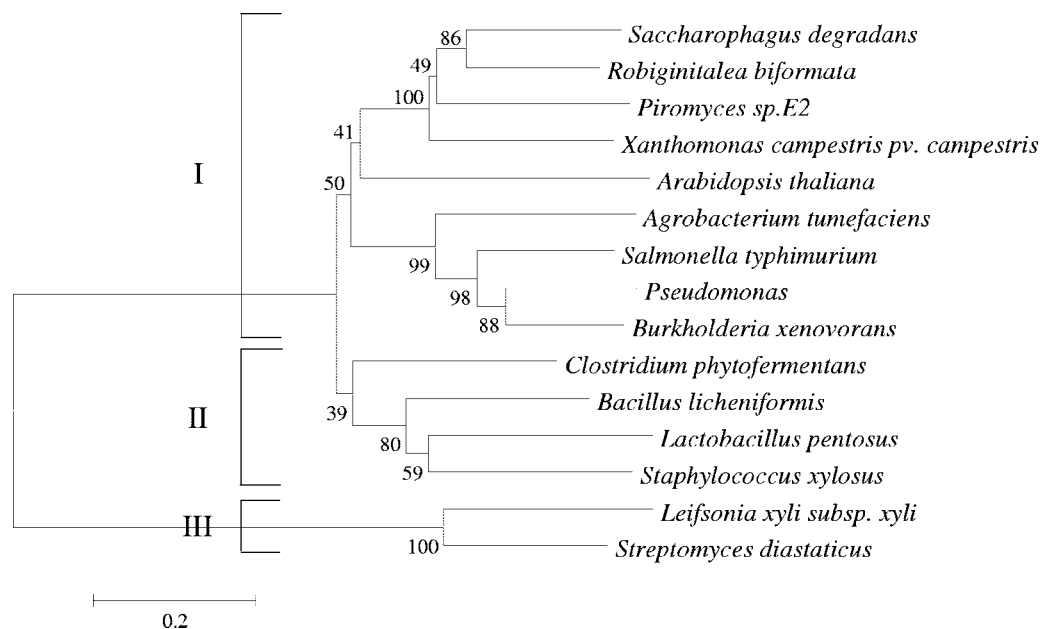 86
Saccharophagus degradans
49
Robiginitalea biformata
100
Piromyces sp.E2
41
Xanthomonas campestris pv. campestris
I
50
Arabidopsis thaliana
Agrobacterium tumefaciens
99
Salmonella typhimurium
98
Pseudomonas
88
Burkholderia xenovorans
Clostridium phytofermentans
39
Bacillus licheniformis
II
80
Lactobacillus pentosus
59
Staphylococcus xylosus
III
Leifsonia xyli subsp. xyli
100
Streptomyces diastaticus
0.2